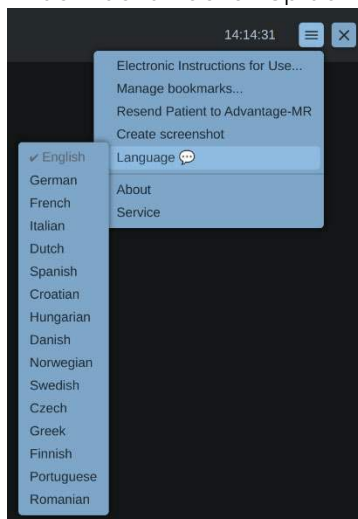 14:14:31
Electronic Instructions for Use...
Manage bookmarks...
Resend Patient to Advantage-MR
Create screenshot
Language 💬
About
Service
✔ English
German
French
Italian
Dutch
Spanish
Croatian
Hungarian
Danish
Norwegian
Swedish
Czech
Greek
Finnish
Portuguese
Romanian